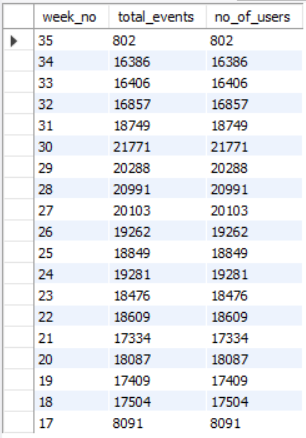 week_no total_events no_of_users
35 802 802
34 16386 16386
33 16406 16406
32 16857 16857
31 18749 18749
30 21771 21771
29 20288 20288
28 20991 20991
27 20103 20103
26 19262 19262
25 18849 18849
24 19281 19281
23 18476 18476
22 18609 18609
21 17334 17334
20 18087 18087
19 17409 17409
18 17504 17504
17 8091 8091